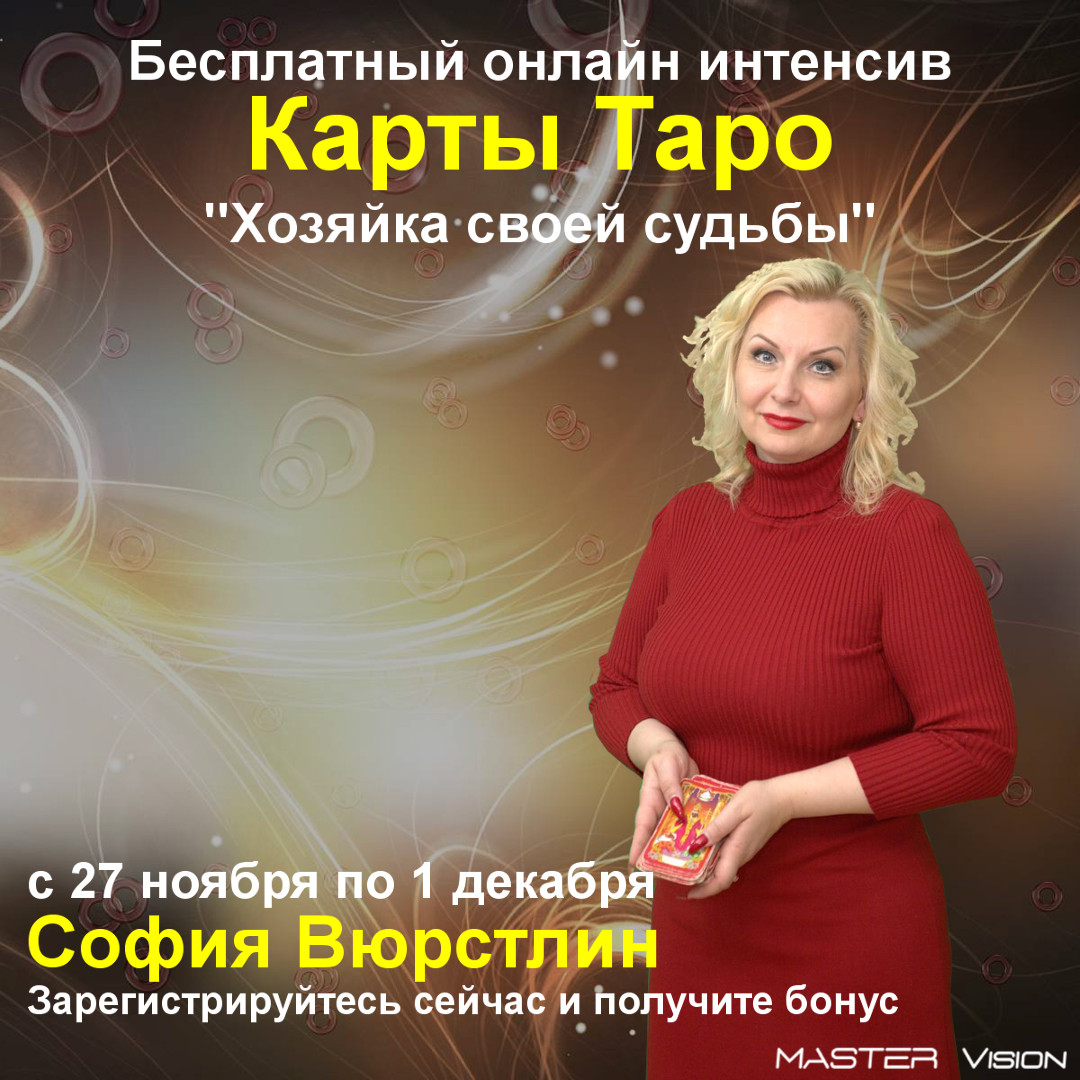 Бесплатный онлайн интенсив
Карты Таро
"Хозяйка своей судьбы"
с 27 ноября по 1 декабря
София Вюрстлин
Зарегистрируйтесь сейчас и получите бонус
MASTER VISION